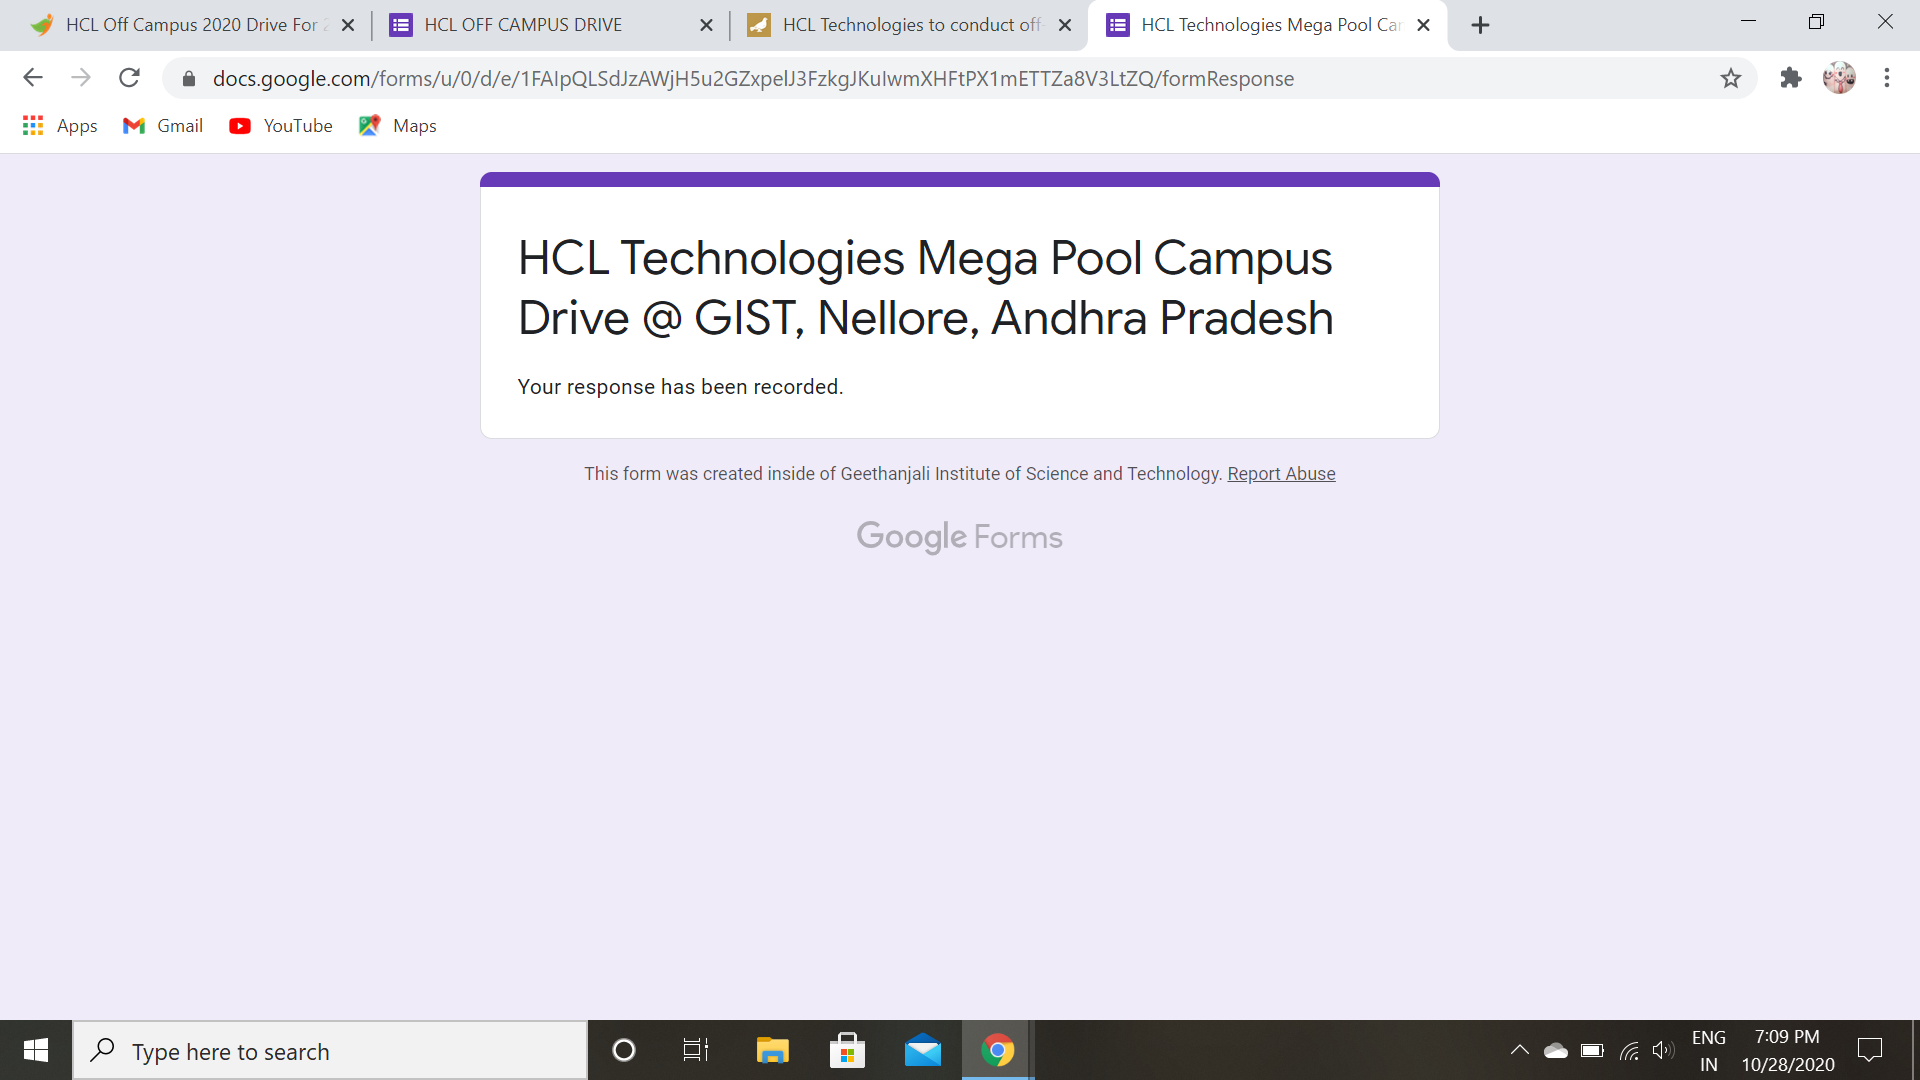 HCL Off Campus 2020 Drive For
HCL OFF CAMPUS DRIVE
HCL Technologies to conduct off
HCL Technologies Mega Pool Car
docs.google.com/forms/u/0/d/e/1FAIpQLSdJzAWjH5u2GZxpelJ3FzkgJKuIwmXHFtPX1mETTZa8V3LtZQ/formResponse
Apps
Gmail
YouTube
Maps
HCL Technologies Mega Pool Campus
Drive @ GIST, Nellore, Andhra Pradesh
Your response has been recorded.
This form was created inside of Geethanjali Institute of Science and Technology. Report Abuse
Google Forms
Type here to search
ENG
IN
7:09 PM
10/28/2020